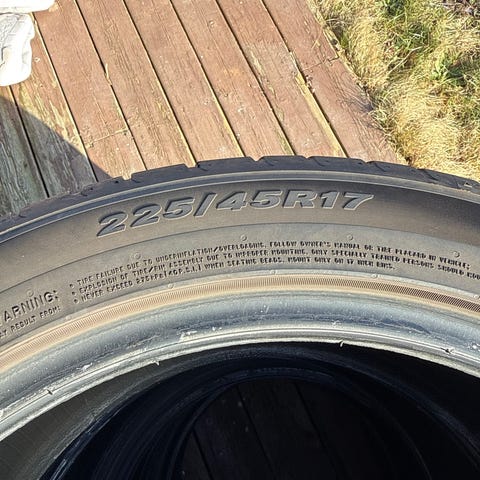 225/45R17
WARNING:
• TIRE FAILURE DUE TO UNDERINFLATION/OVERLOADING. FOLLOW OWNER'S MANUAL OR TIRE PLACARD IN VEHICLE.
• EXPLOSION OF TIRE/RIM ASSEMBLY DUE TO IMPROPER MOUNTING. ONLY SPECIALLY TRAINED PERSONS SHOULD
RESULT FROM:
• NEVER EXCEED 275kPa(40P.S.I.) WHEN SEATING BEADS. MOUNT ONLY ON 17 INCH RIMS.